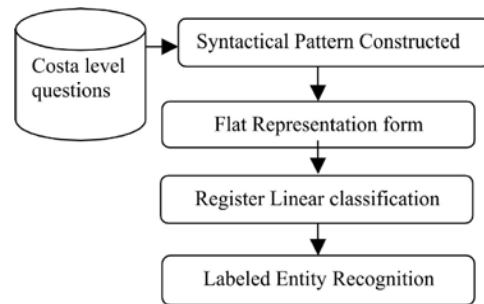 Costa level
questions
Syntactical Pattern Constructed
Flat Representation form
Register Linear classification
Labeled Entity Recognition